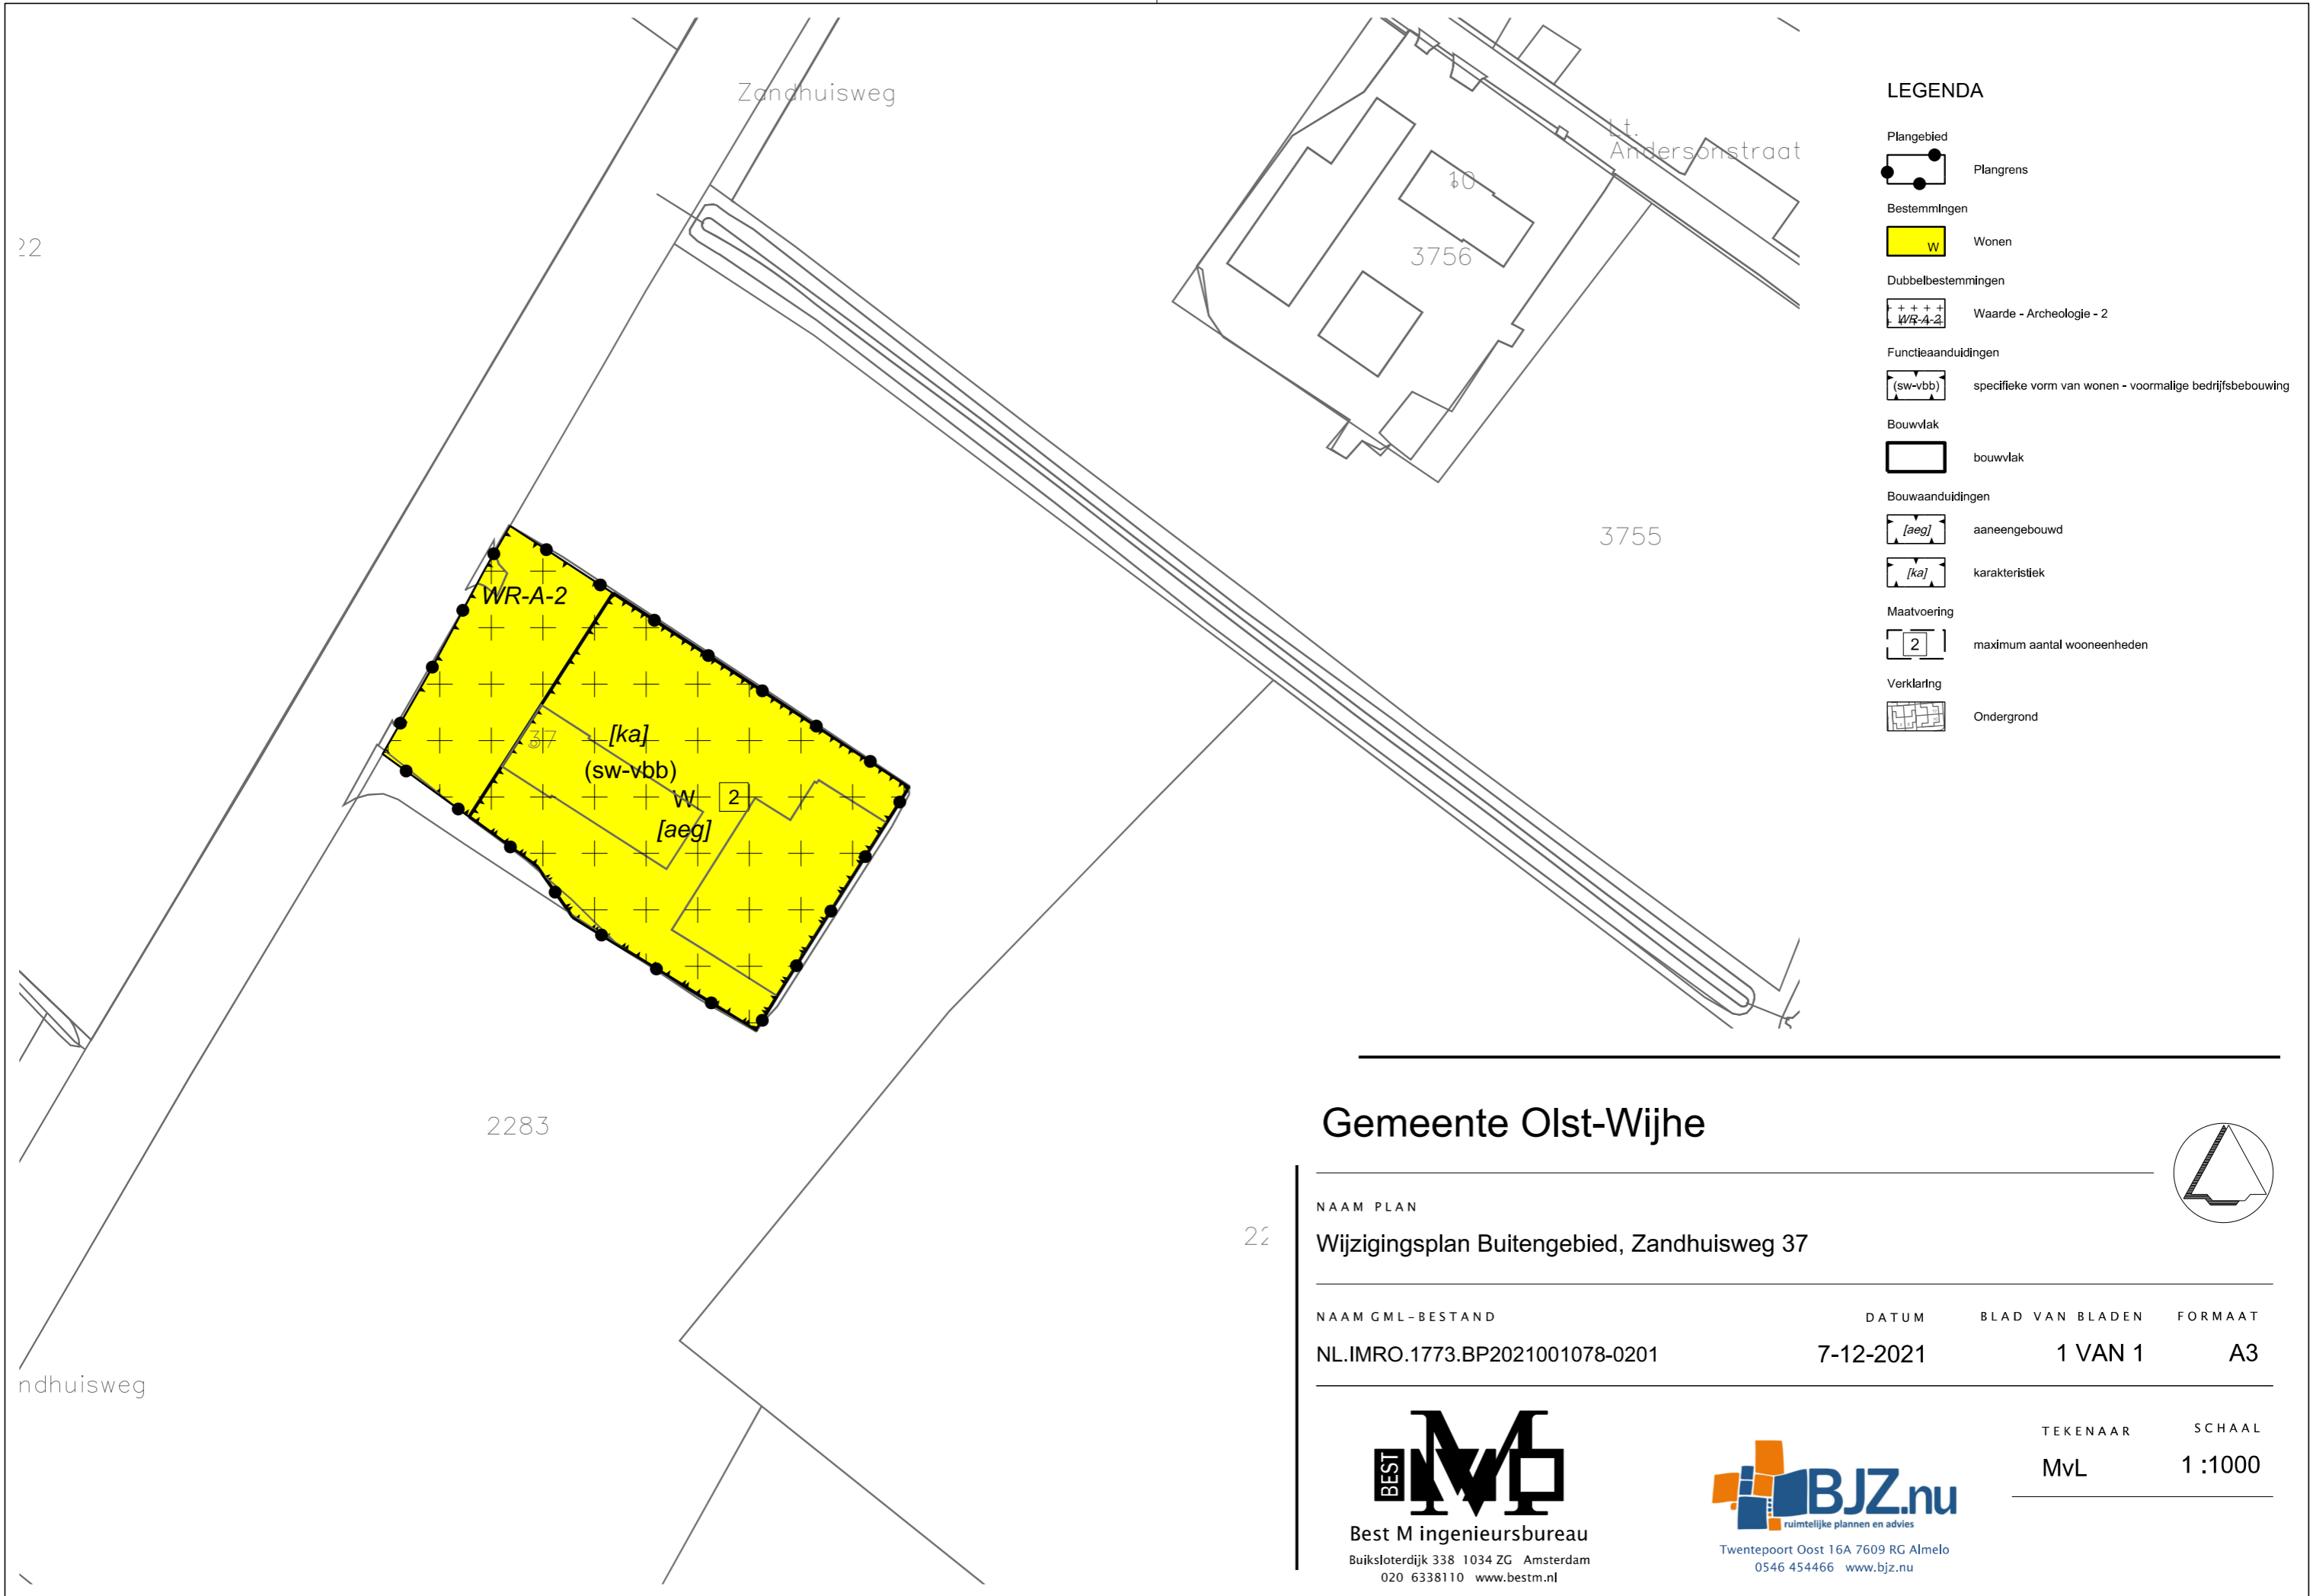 Zandhuisweg
Lt.
Andersonstraat
10
3756
22
3755
WR-A-2
37
[ka]
(sw-vbb)
W
2
[aeg]
2283
22
ndhuisweg
LEGENDA
Plangebied
Plangrens
Bestemmingen
W
Wonen
Dubbelbestemmingen
WR-A-2
Waarde - Archeologie - 2
Functieaanduidingen
(sw-vbb)
specifieke vorm van wonen - voormalige bedrijfsbebouwing
Bouwvlak
bouwvlak
Bouwaanduidingen
[aeg]
aaneengebouwd
[ka]
karakteristiek
Maatvoering
2
maximum aantal wooneenheden
Verklaring
Ondergrond
Gemeente Olst-Wijhe
NAAM PLAN
Wijzigingsplan Buitengebied, Zandhuisweg 37
NAAM GML-BESTAND
DATUM
BLAD VAN BLADEN
FORMAAT
NL.IMRO.1773.BP2021001078-0201
7-12-2021
1 VAN 1
A3
TEKENAAR
SCHAAL
MvL
1 :1000
BEST
M
Best M ingenieursbureau
Buiksloterdijk 338 1034 ZG Amsterdam
020 6338110 www.bestm.nl
BJZ.nu
ruimtelijke plannen en advies
Twentepoort Oost 16A 7609 RG Almelo
0546 454466 www.bjz.nu